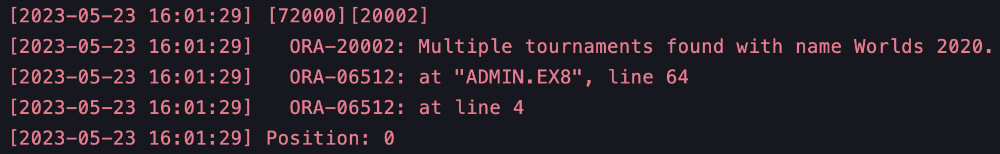 [2023-05-23 16:01:29] [72000][20002]
[2023-05-23 16:01:29]   ORA-20002: Multiple tournaments found with name Worlds 2020.
[2023-05-23 16:01:29]   ORA-06512: at "ADMIN.EX8", line 64
[2023-05-23 16:01:29]   ORA-06512: at line 4
[2023-05-23 16:01:29] Position: 0